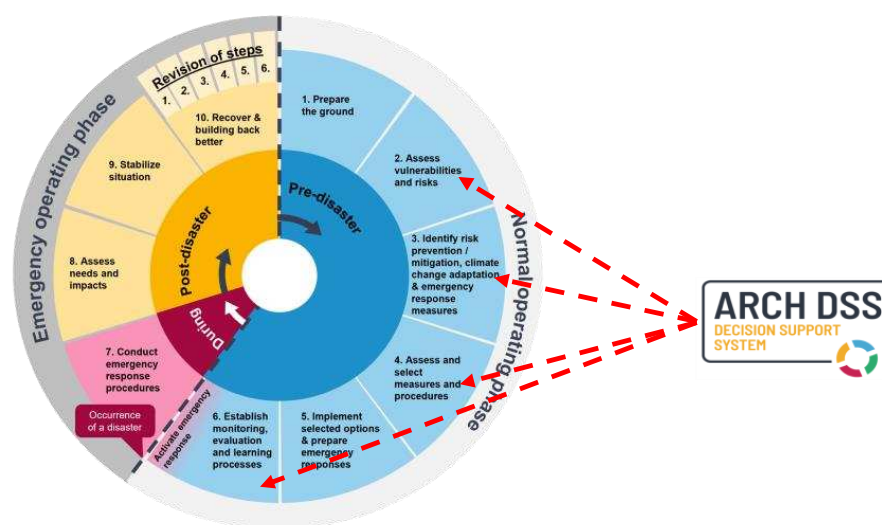 Emergency operating phase
Normal operating phase
Revision of steps
1. 2. 3. 4. 5. 6.
Pre-disaster
During
Post-disaster
1. Prepare
the ground
2. Assess
vulnerabilities
and risks
3. Identify risk
prevention /
mitigation, climate
change adaptation
& emergency
response
measures
4. Assess and
select
measures and
procedures
5. Implement
selected options
& prepare
emergency
responses
6. Establish
monitoring,
evaluation
and learning
processes
Activate emergency
response
Occurrence
of a disaster
7. Conduct
emergency
response
procedures
8. Assess
needs and
impacts
9. Stabilize
situation
10. Recover &
building back
better
ARCH DSS
DECISION SUPPORT
SYSTEM